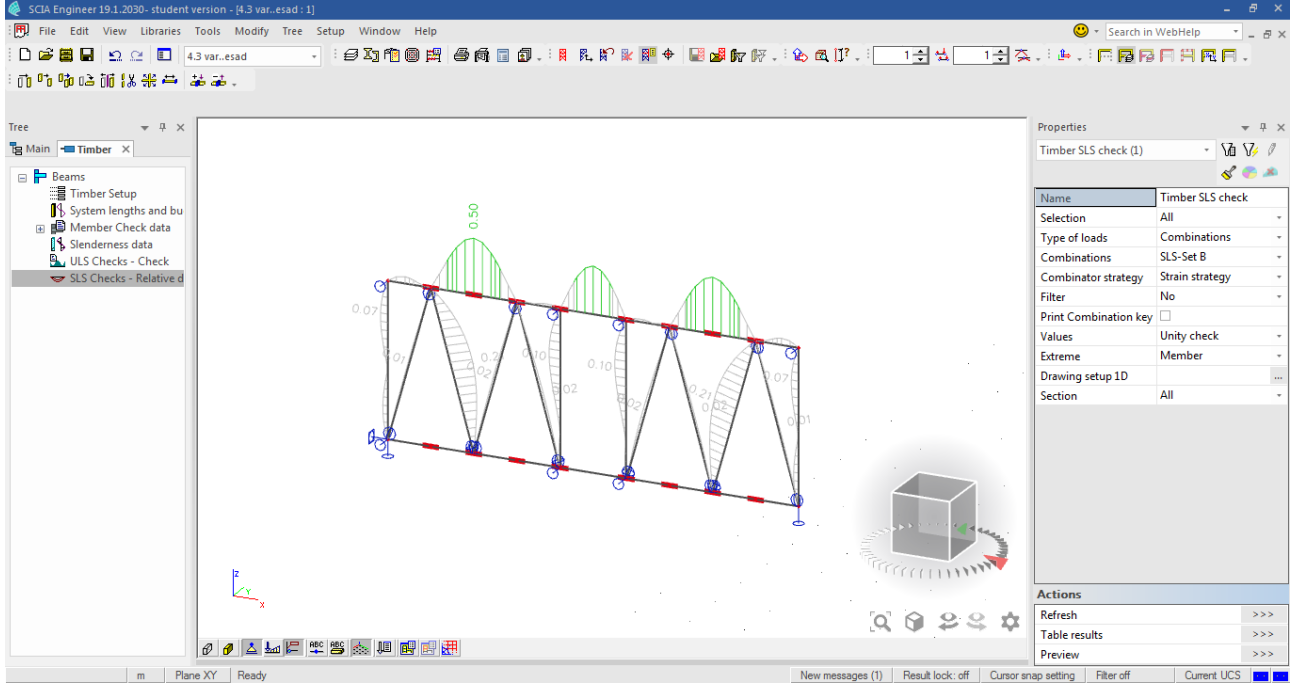 SCIA Engineer 19.1.2030- student version - [4.3 var..esad : 1]
File Edit View Libraries Tools Modify Tree Setup Window Help
Search in WebHelp
4.3 var..esad
1
1
Tree
Main Timber
Beams
Timber Setup
System lengths and bu
Member Check data
Slenderness data
ULS Checks - Check
SLS Checks - Relative d
0.50
0.07
0.01
0.02
0.10
0.02
0.10
0.02
0.21
0.02
0.07
0.01
z
Y
x
ABC ABC
Properties
Timber SLS check (1)
Name Timber SLS check
Selection All
Type of loads Combinations
Combinations SLS-Set B
Combinator strategy Strain strategy
Filter No
Print Combination key
Values Unity check
Extreme Member
Drawing setup 1D ...
Section All
Actions
Refresh >>>
Table results >>>
Preview >>>
m Plane XY Ready
New messages (1) Result lock: off Cursor snap setting Filter off Current UCS